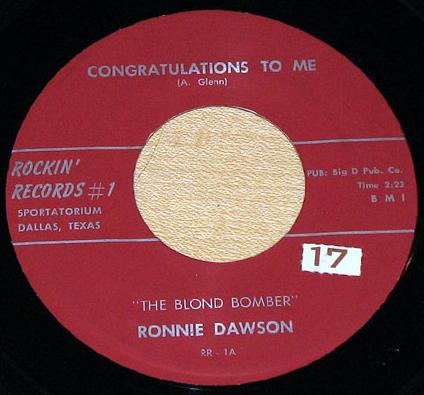 CONGRATULATIONS TO ME
(A. Glenn)
ROCKIN'
RECORDS #1
SPORTATORIUM
DALLAS, TEXAS
PUB: Big D Pub. Co.
Time 2:22
B M I
17
"THE BLOND BOMBER"
RONNIE DAWSON
RR - 1A